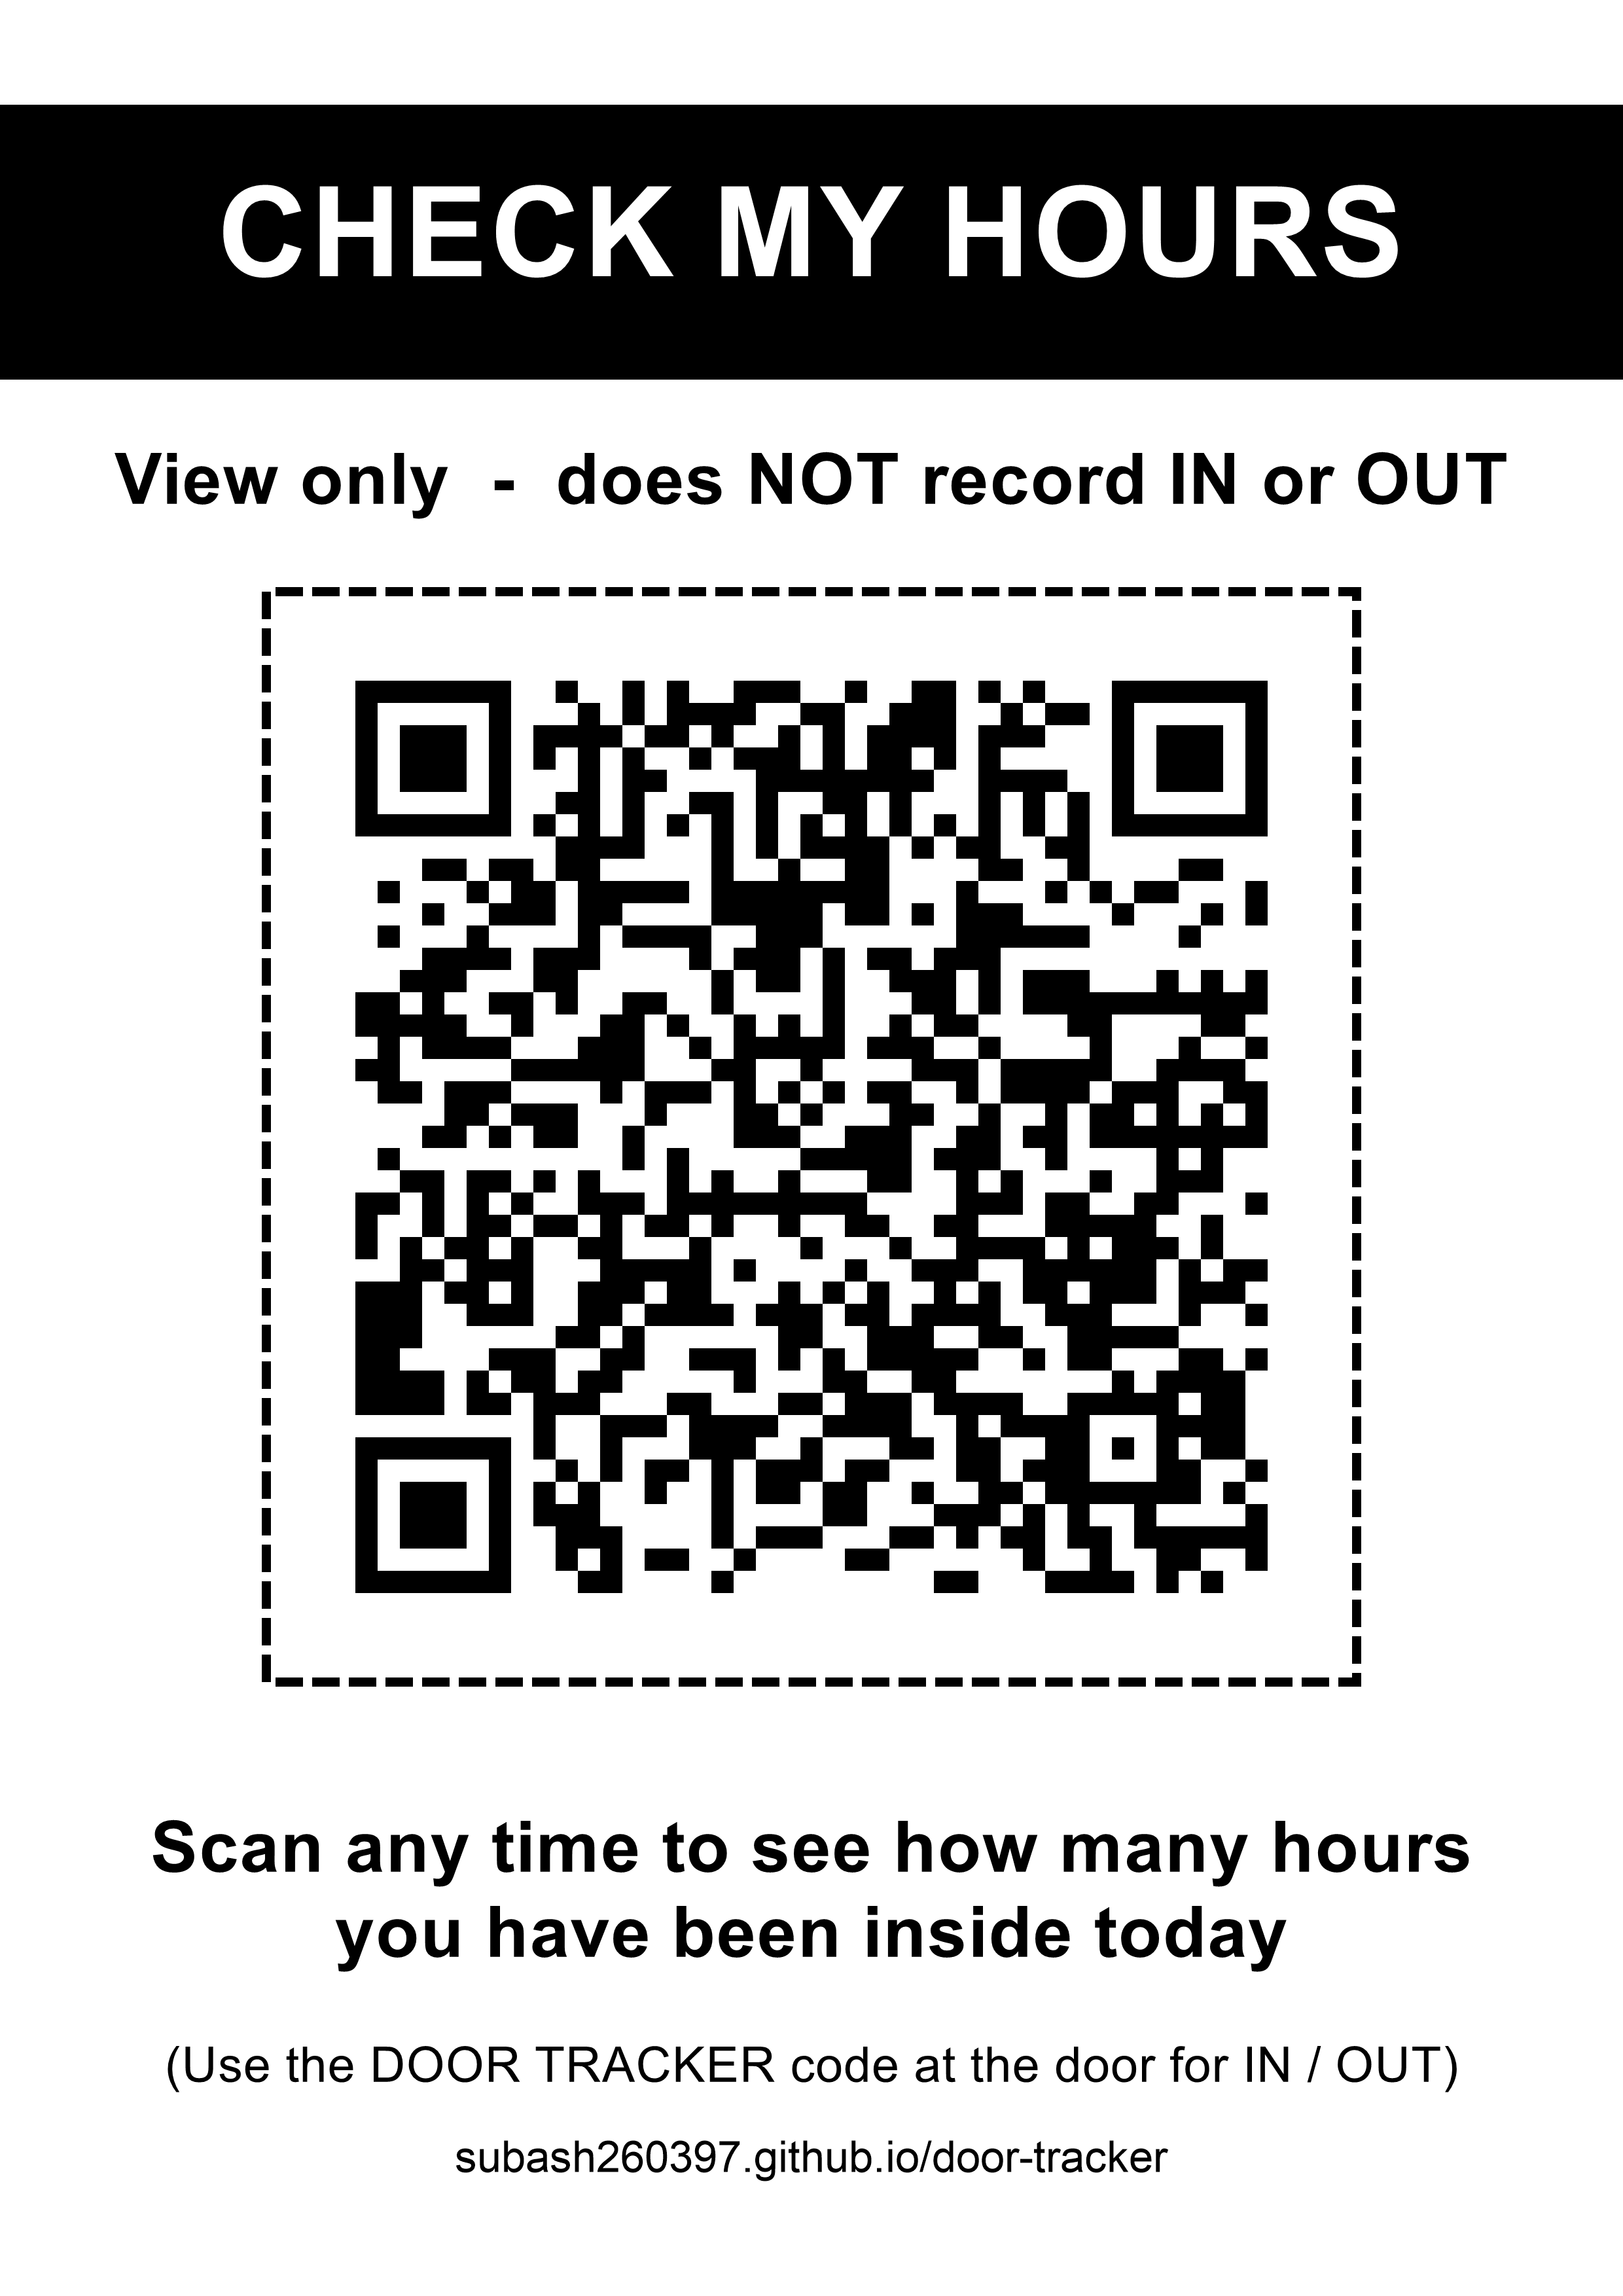 CHECK MY HOURS
View only - does NOT record IN or OUT
Scan any time to see how many hours
you have been inside today
(Use the DOOR TRACKER code at the door for IN / OUT)
subash260397.github.io/door-tracker